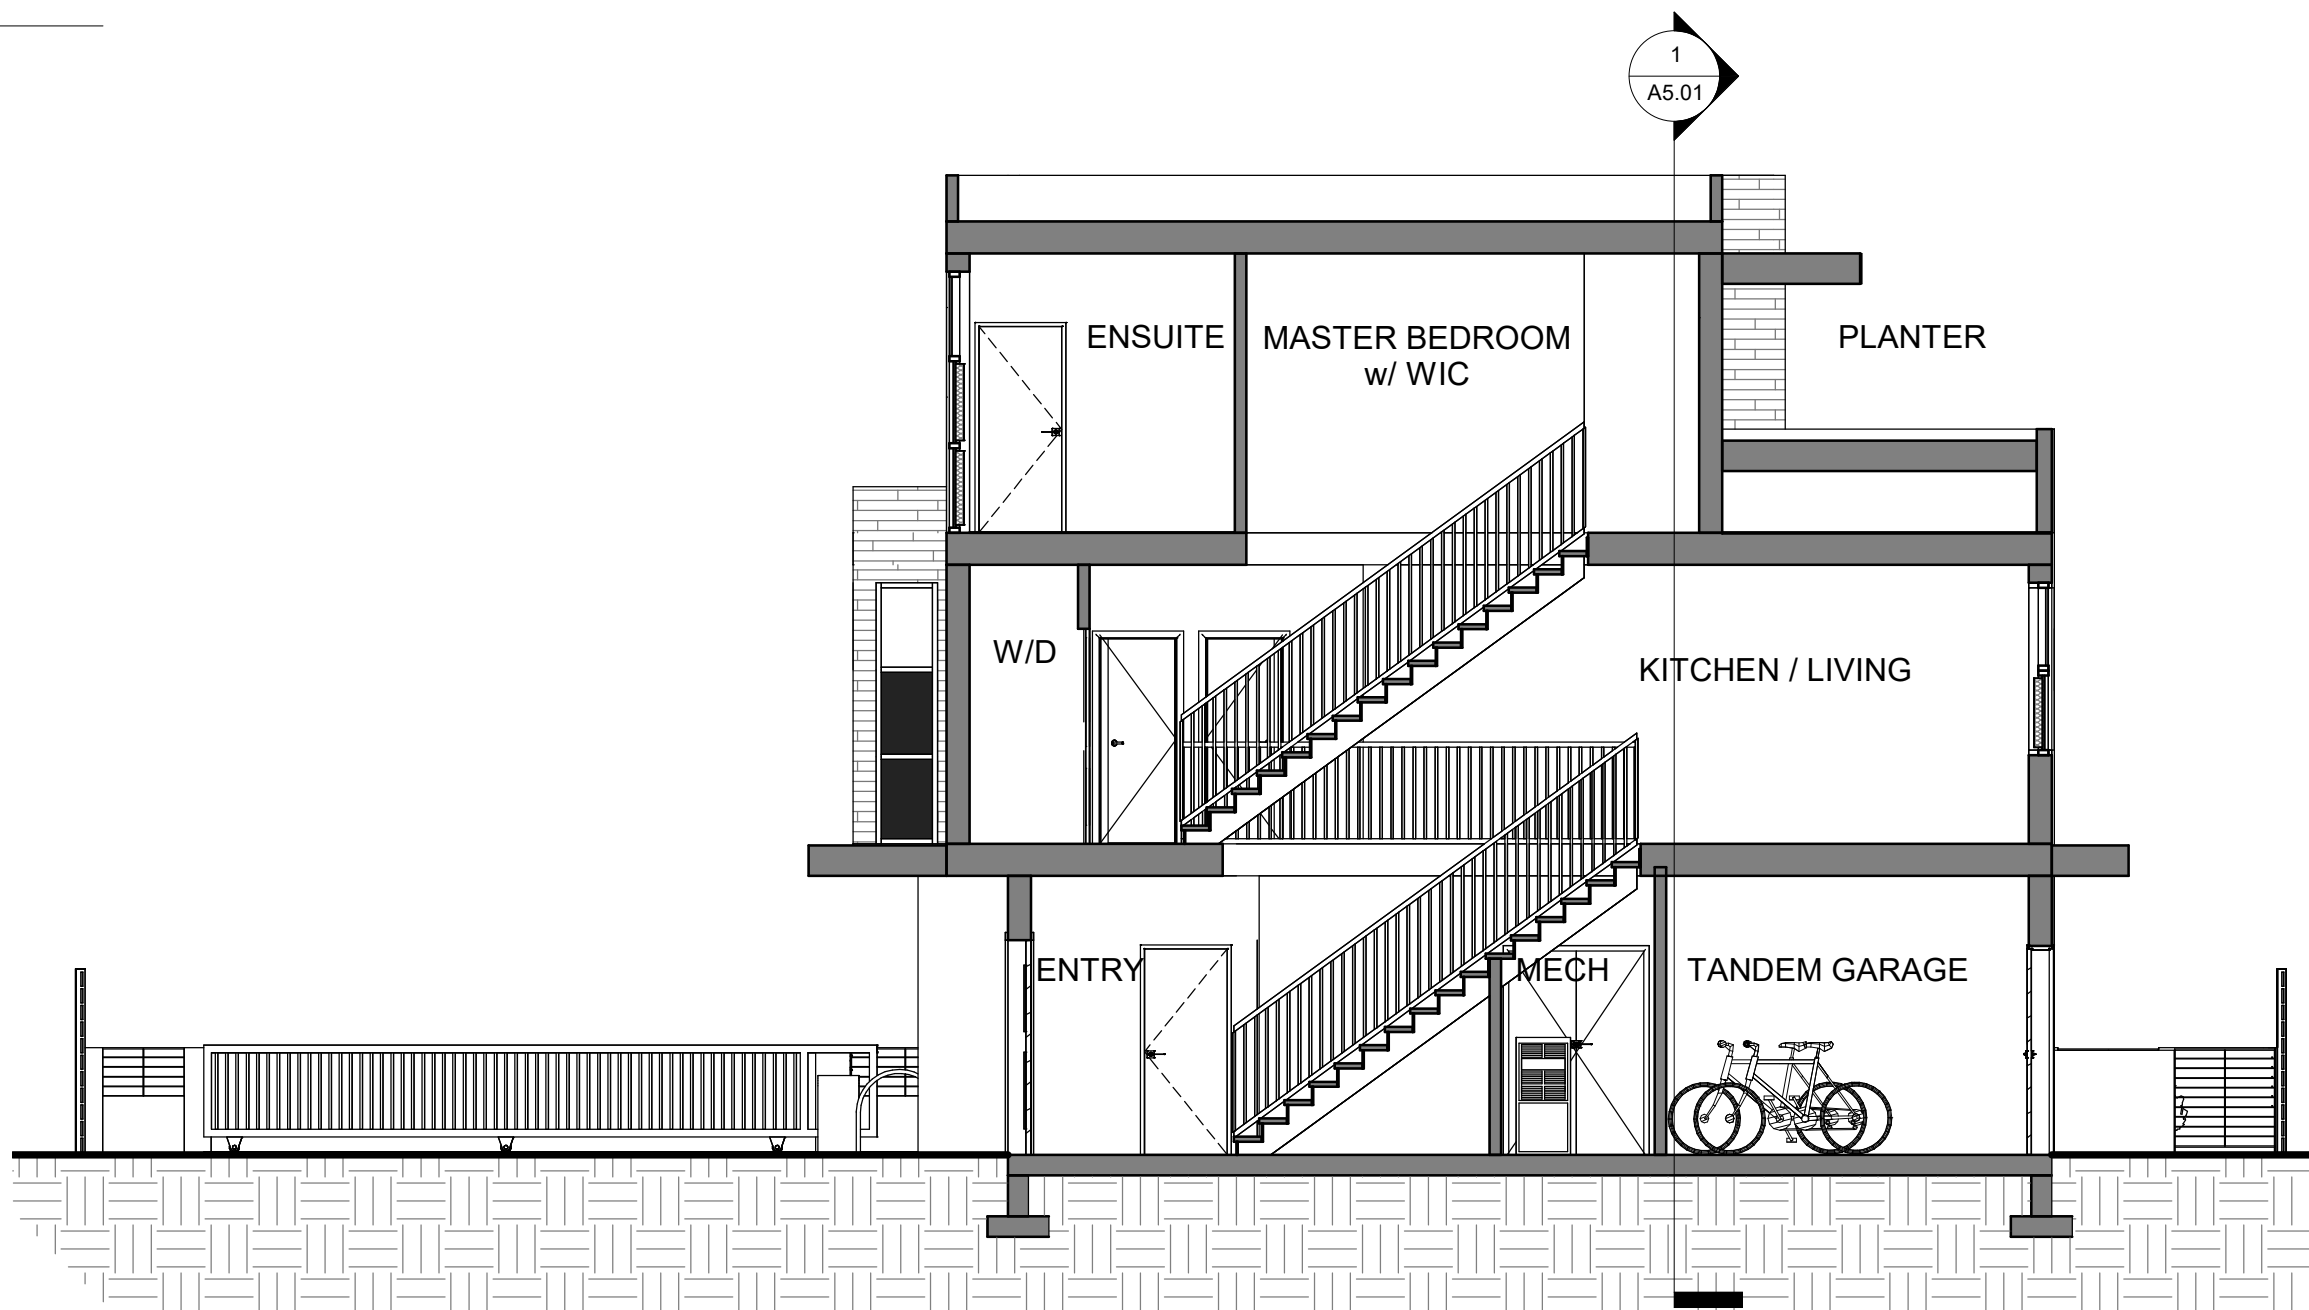 1
A5.01
ENSUITE
MASTER BEDROOM
w/ WIC
PLANTER
W/D
KITCHEN / LIVING
ENTRY
MECH
TANDEM GARAGE